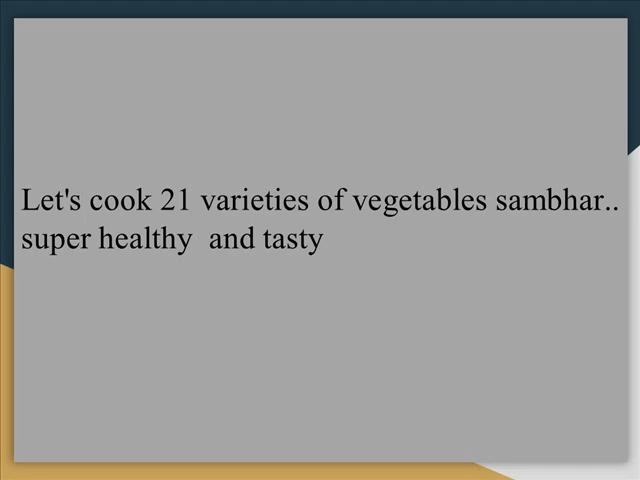 Let's cook 21 varieties of vegetables sambhar..
super healthy  and tasty